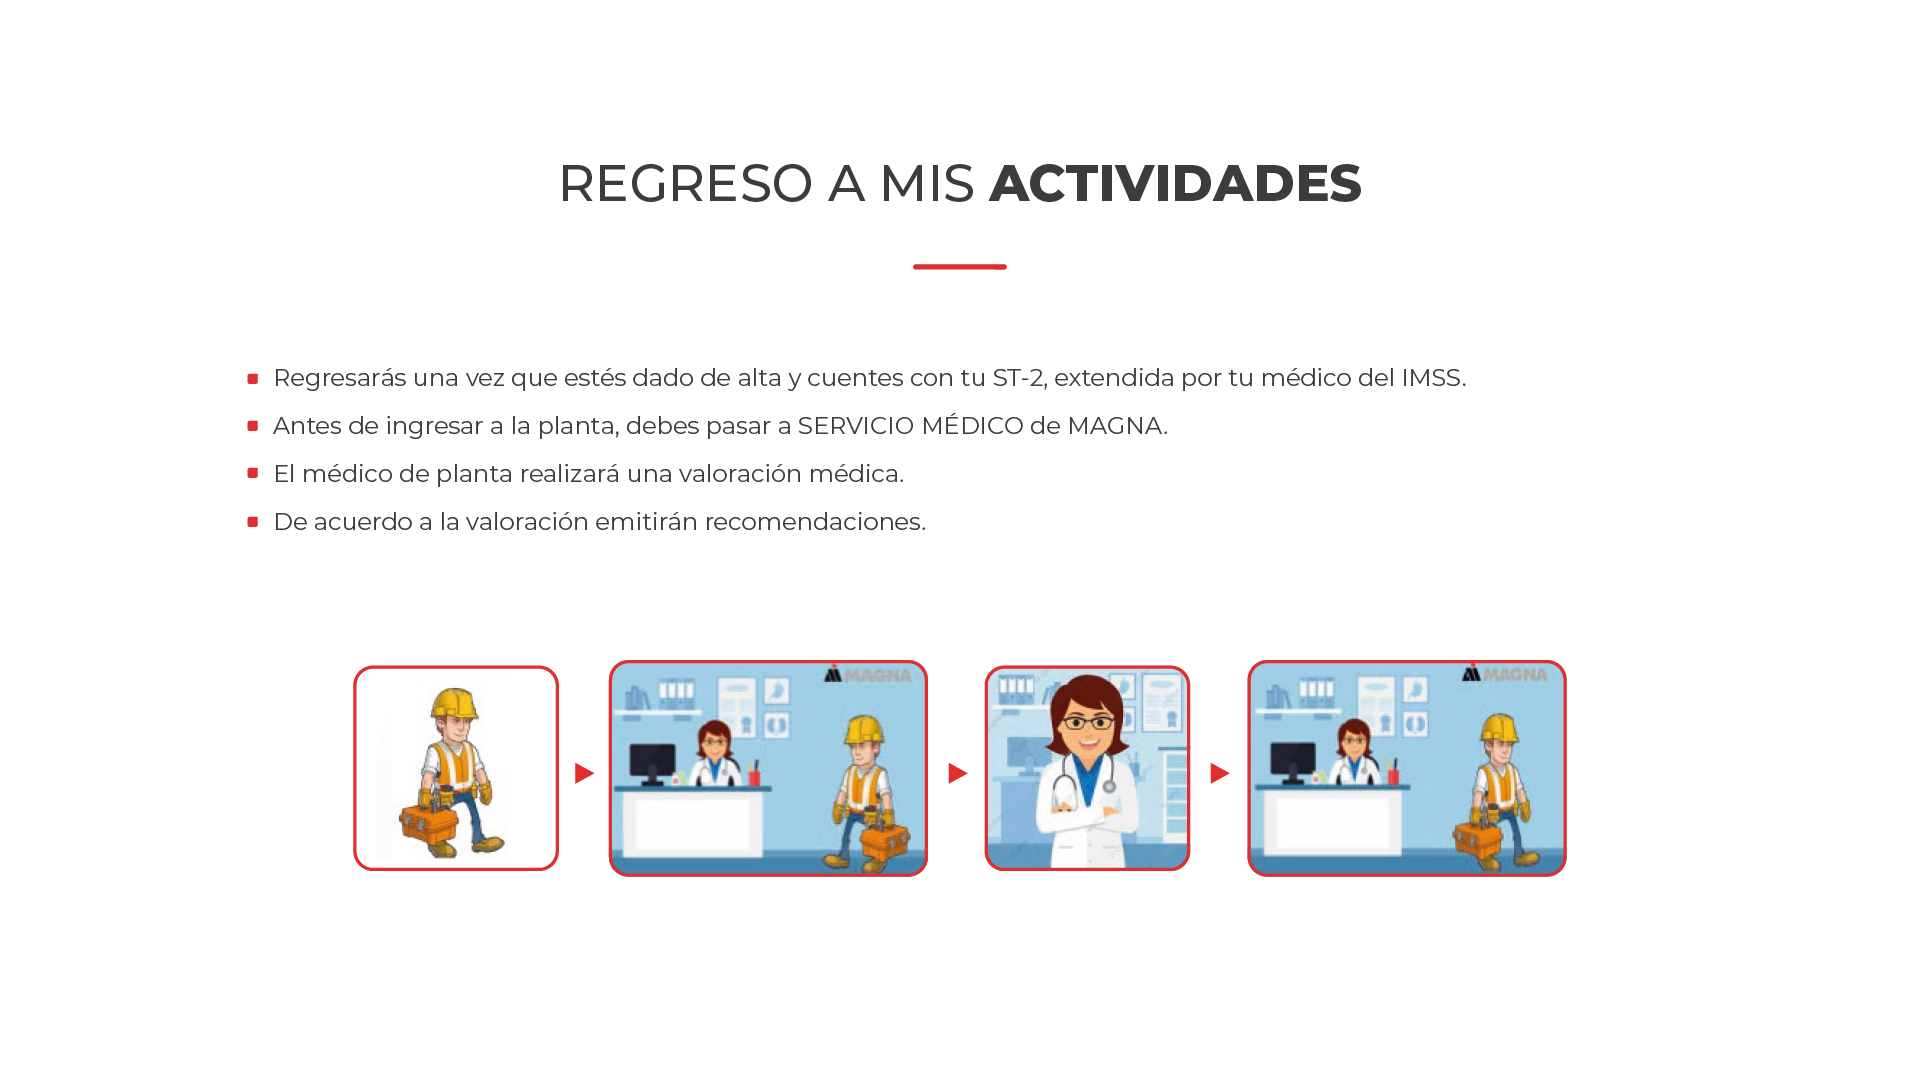 REGRESO A MIS ACTIVIDADES
Regresarás una vez que estés dado de alta y cuentes con tu ST-2, extendida por tu médico del IMSS.
Antes de ingresar a la planta, debes pasar a SERVICIO MÉDICO de MAGNA.
El médico de planta realizará una valoración médica.
De acuerdo a la valoración emitirán recomendaciones.
MAGNA
MAGNA